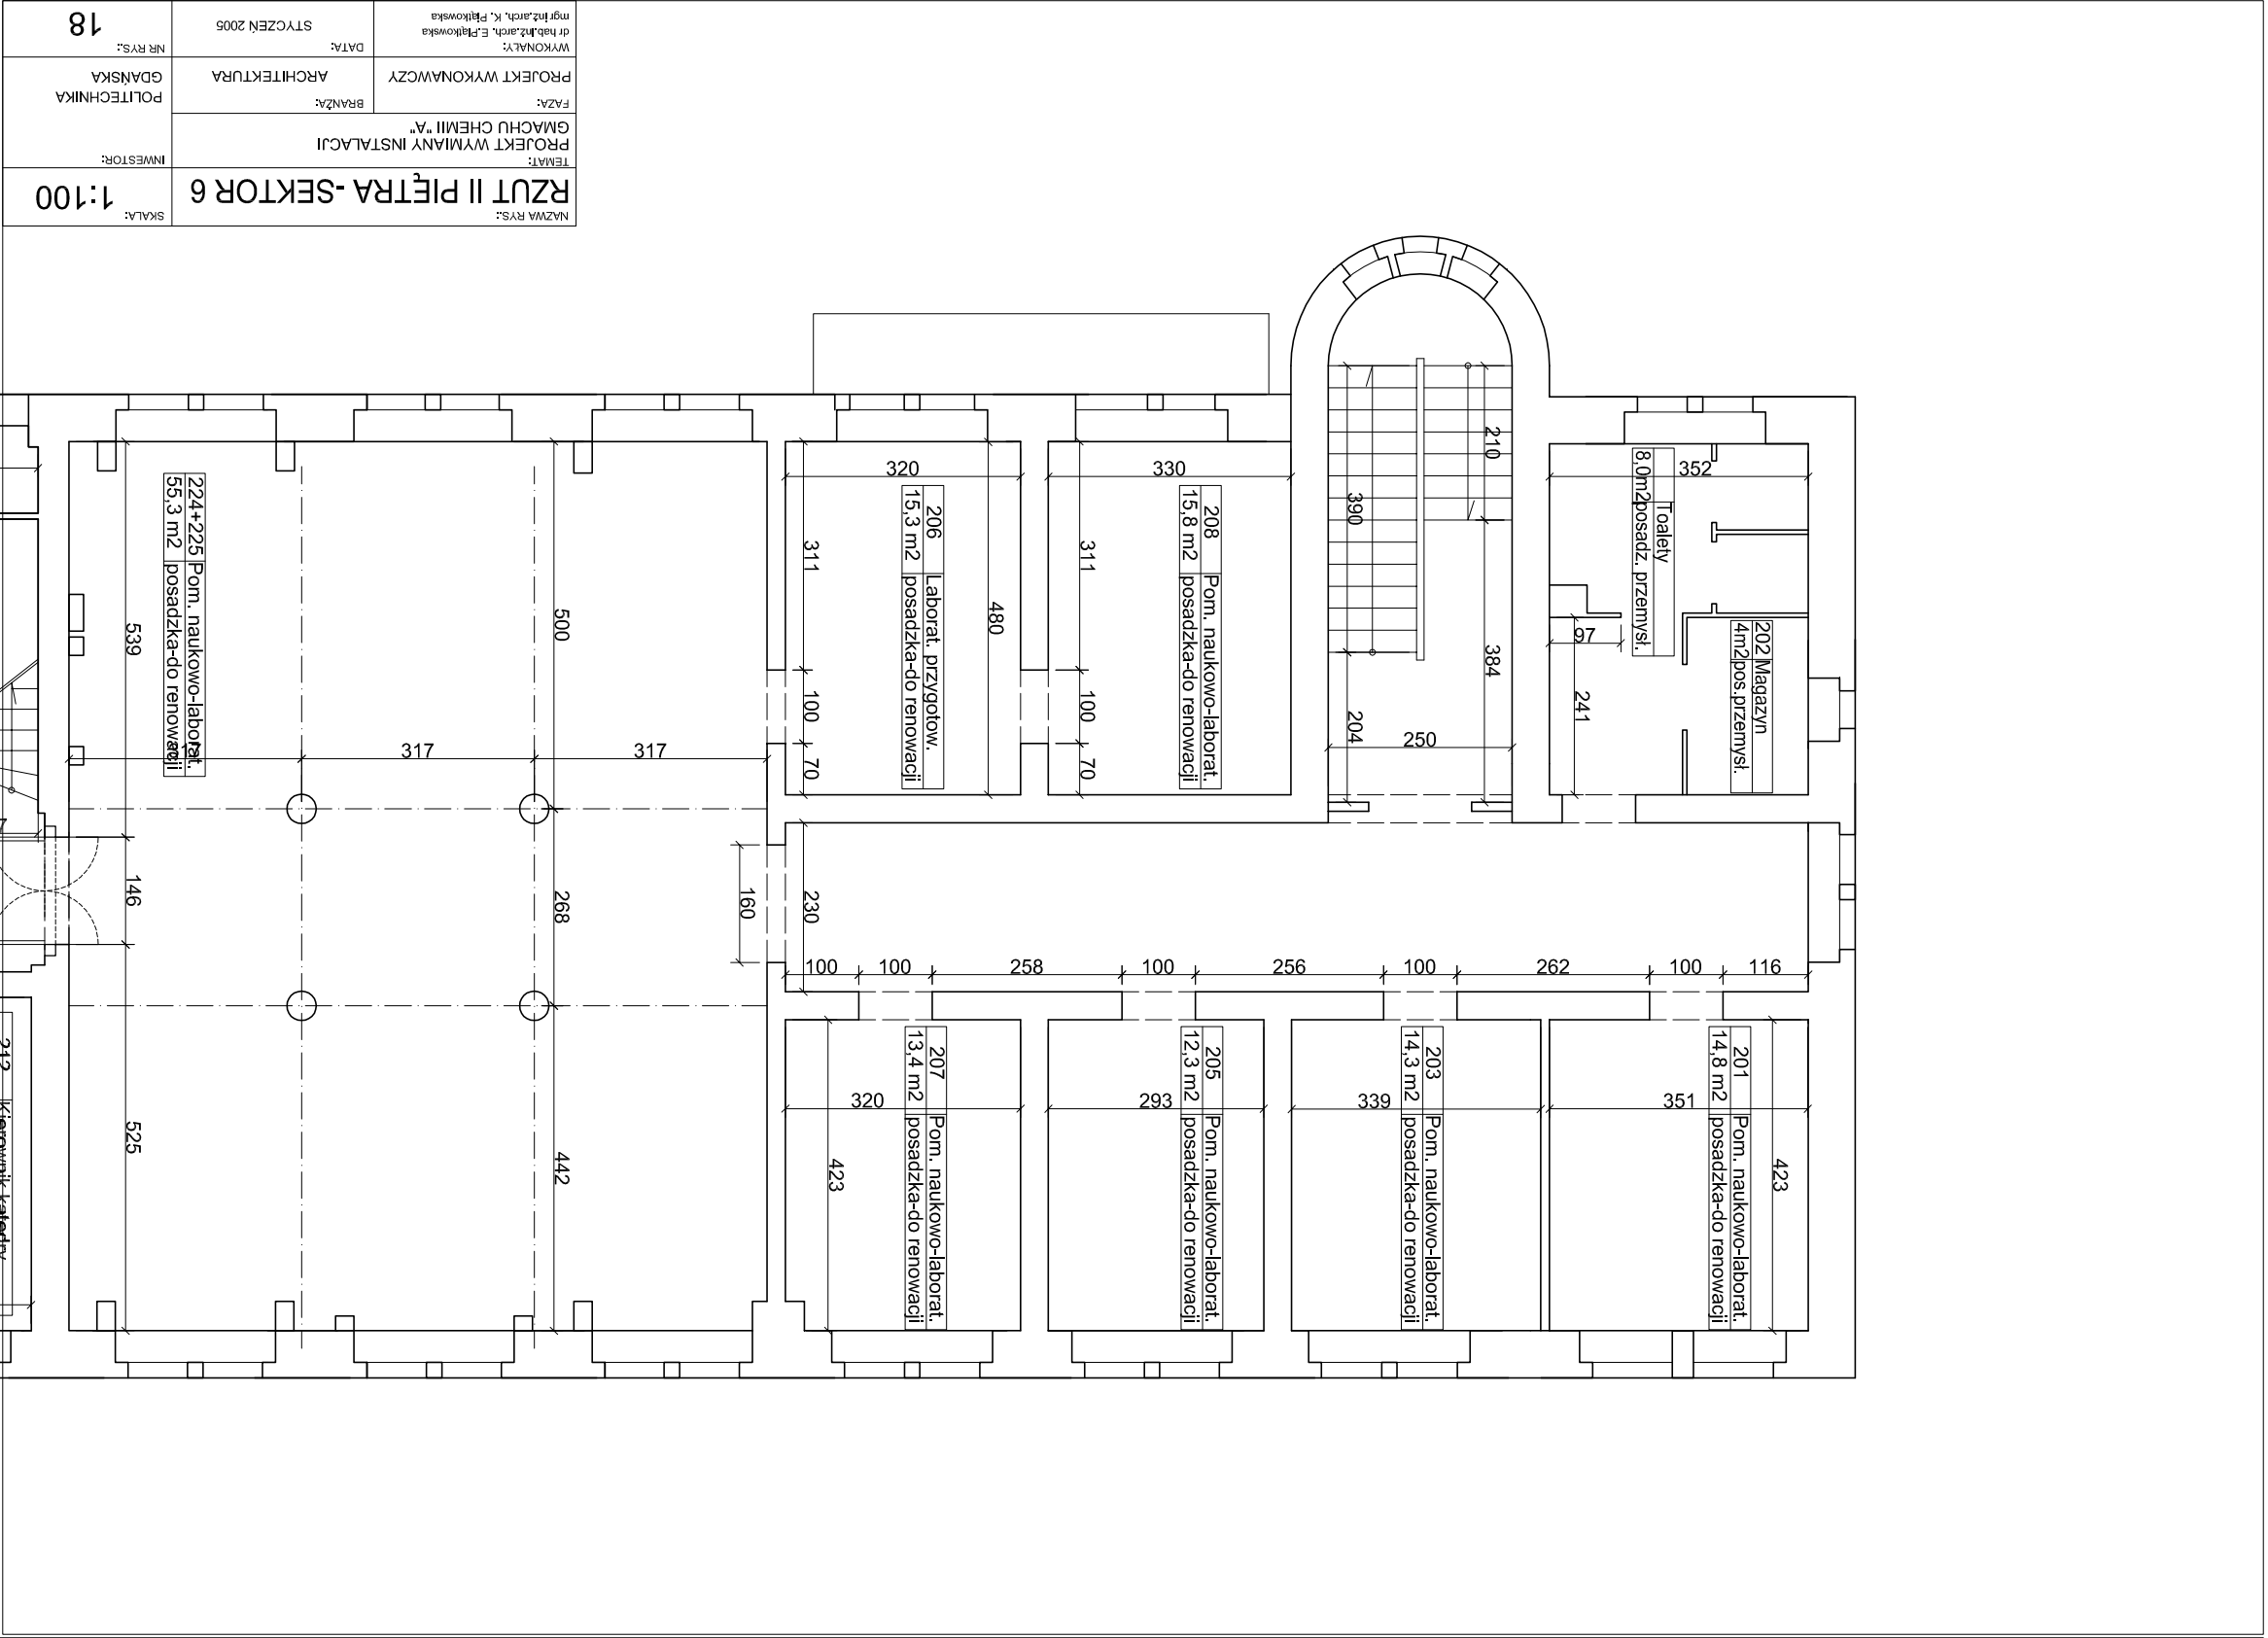 NAZWA RYS.:
RZUT II PIĘTRA -SEKTOR 6
SKALA:
1:100
TEMAT:
PROJEKT WYMIANY INSTALACJI
GMACHU CHEMII "A"
INWESTOR:
POLITECHNIKA
GDAŃSKA
FAZA:
PROJEKT WYKONAWCZY
BRANŻA:
ARCHITEKTURA
WYKONAŁY:
dr hab.inż.arch. E.Piątkowska
mgr inż.arch. K. Piątkowska
DATA:
STYCZEŃ 2005
NR RYS.:
18
224+225 Pom. naukowo-laborat.
55,3 m2 posadzka-do renowacji
539
146
525
500
268
442
317
317
317
160
206 Laborat. przygotow.
15,3 m2 posadzka-do renowacji
320
311
100
70
480
208 Pom. naukowo-laborat.
15,8 m2 posadzka-do renowacji
330
311
100
70
390
204
210
384
250
Toalety
8,0m2 posadz. przemysł.
352
97
241
202 Magazyn
4m2 pos.przemysł.
230
100
100
258
100
256
100
262
100
116
207 Pom. naukowo-laborat.
13,4 m2 posadzka-do renowacji
320
423
205 Pom. naukowo-laborat.
12,3 m2 posadzka-do renowacji
293
203 Pom. naukowo-laborat.
14,3 m2 posadzka-do renowacji
339
201 Pom. naukowo-laborat.
14,8 m2 posadzka-do renowacji
351
423
212 Kierownik katedry
7